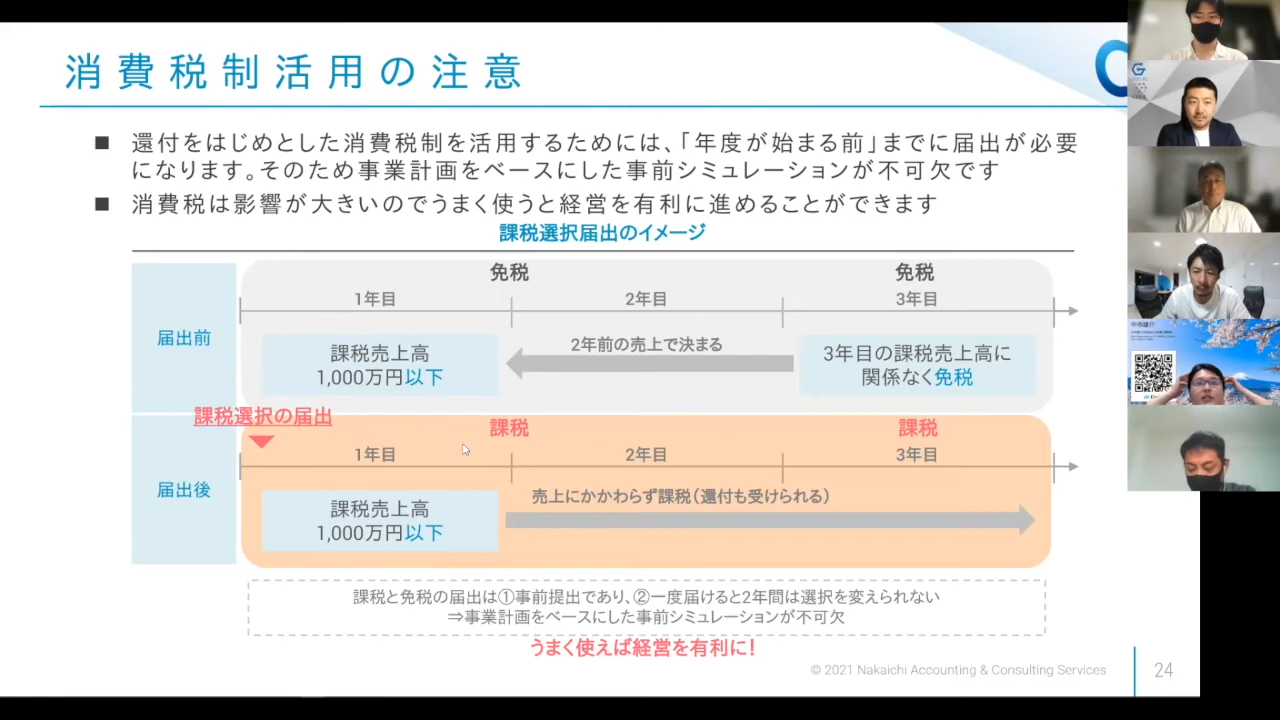 消費税制活用の注意
■ 還付をはじめとした消費税制を活用するためには、「年度が始まる前」までに届出が必要
になります。そのため事業計画をベースにした事前シミュレーションが不可欠です
■ 消費税は影響が大きいのでうまく使うと経営を有利に進めることができます
課税選択届出のイメージ
免税 免税
1年目 2年目 3年目
届出前
課税売上高
1,000万円以下
2年前の売上で決まる
3年目の課税売上高に
関係なく免税
課税選択の届出
課税 課税
1年目 2年目 3年目
届出後
課税売上高
1,000万円以下
売上にかかわらず課税(還付も受けられる)
課税と免税の届出は①事前提出であり、②一度届けると2年間は選択を変えられない
⇒事業計画をベースにした事前シミュレーションが不可欠
うまく使えば経営を有利に!
© 2021 Nakaichi Accounting & Consulting Services
24